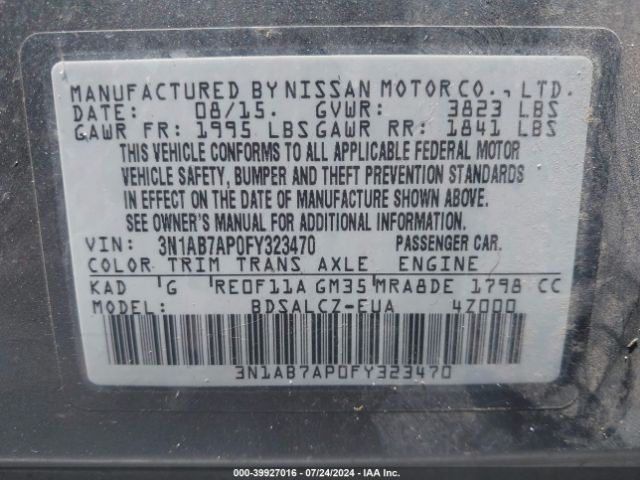 MANUFACTURED BY NISSAN MOTOR CO., LTD.
DATE: 08/15. GVWR: 3823 LBS
GAWR FR: 1995 LBS GAWR RR: 1841 LBS
THIS VEHICLE CONFORMS TO ALL APPLICABLE FEDERAL MOTOR
VEHICLE SAFETY, BUMPER AND THEFT PREVENTION STANDARDS
IN EFFECT ON THE DATE OF MANUFACTURE SHOWN ABOVE.
SEE OWNER'S MANUAL FOR ADDITIONAL INFORMATION.
VIN: 3N1AB7AP0FY323470 PASSENGER CAR.
COLOR TRIM TRANS AXLE ENGINE
KAD G RE0F11A GM35 MRA8DE 1798 CC
MODEL: BDSALCZ-EUA 4Z000
3N1AB7AP0FY323470
000-39927016 - 07/24/2024 - IAA Inc.